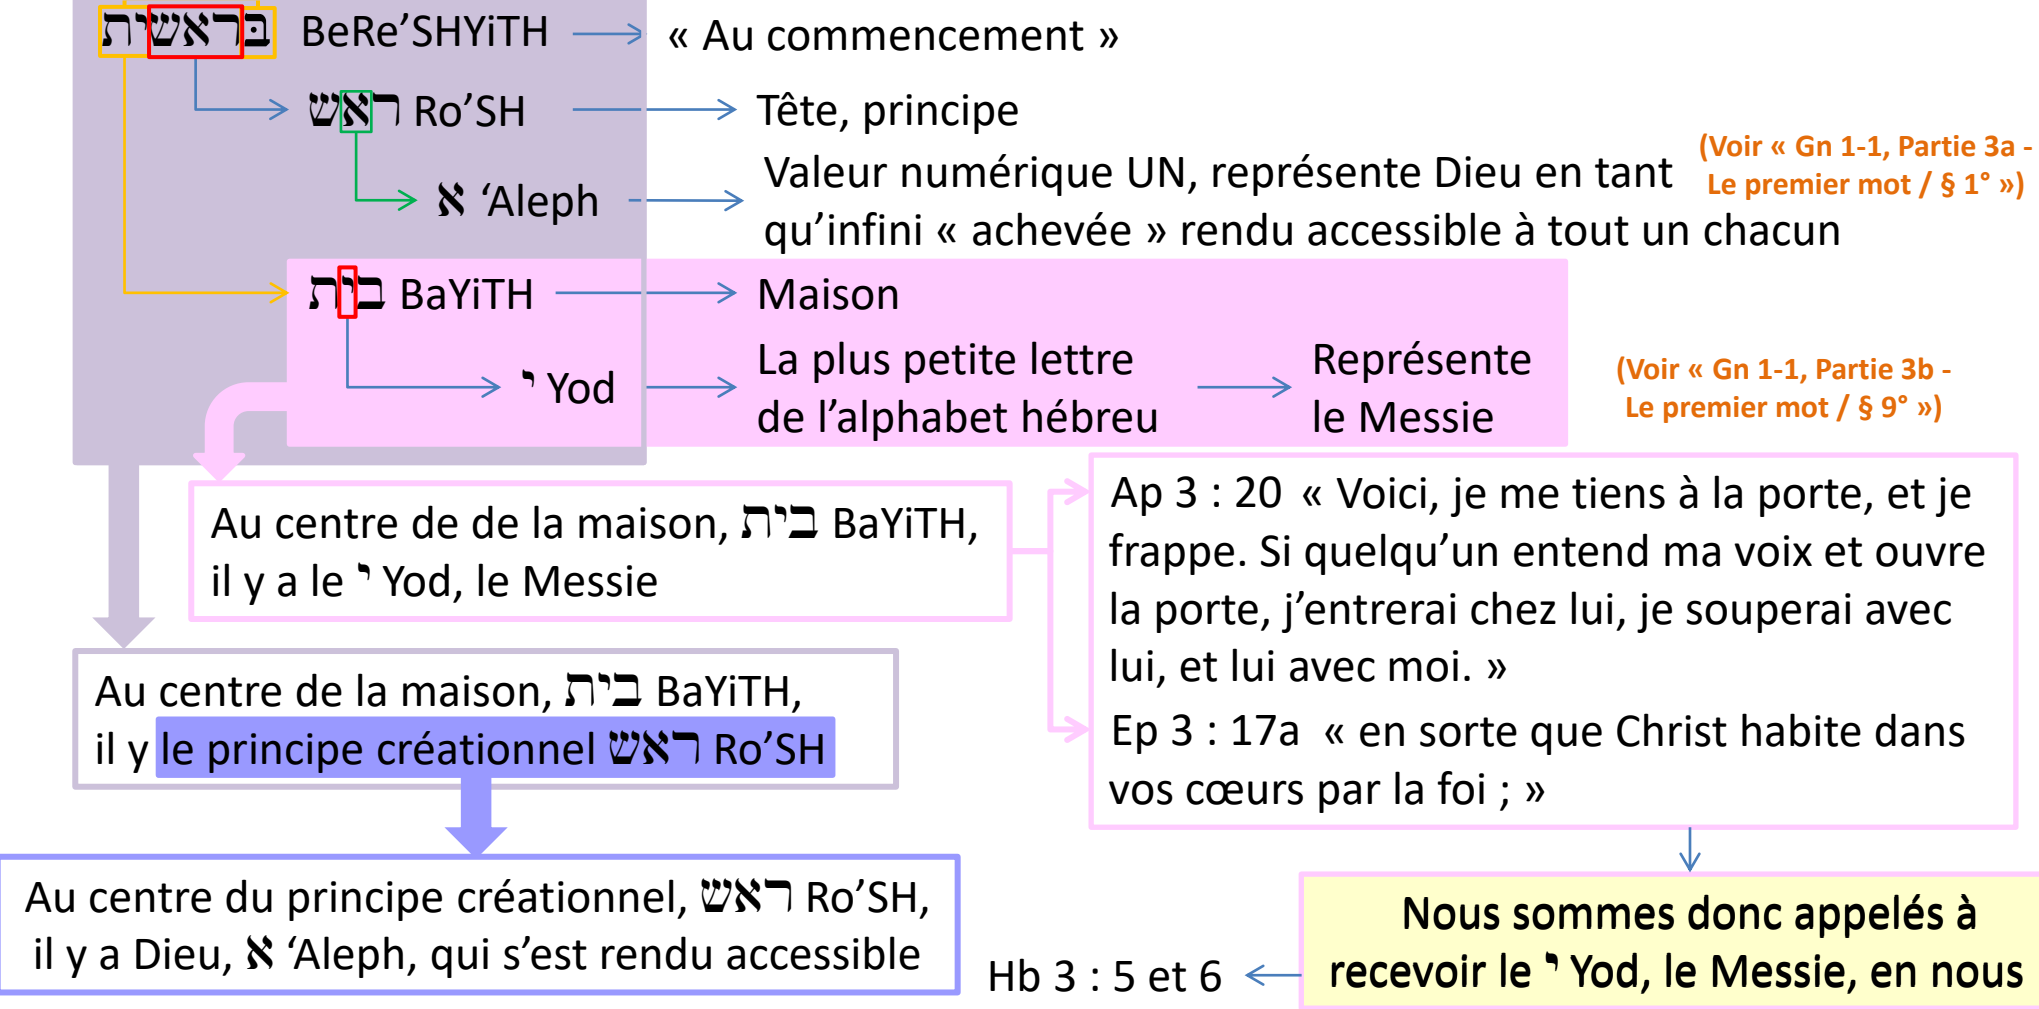 בּראשית BeRe’SHYiTH « Au commencement »
ראש Ro’SH Tête, principe
א ‘Aleph Valeur numérique UN, représente Dieu en tant
qu’infini « achevée » rendu accessible à tout un chacun
(Voir « Gn 1-1, Partie 3a -
Le premier mot / § 1° »)
בית BaYiTH Maison
י Yod La plus petite lettre
de l’alphabet hébreu
Représente
le Messie
(Voir « Gn 1-1, Partie 3b -
Le premier mot / § 9° »)
Au centre de de la maison, בית BaYiTH,
il y a le י Yod, le Messie
Ap 3 : 20 « Voici, je me tiens à la porte, et je
frappe. Si quelqu’un entend ma voix et ouvre
la porte, j’entrerai chez lui, je souperai avec
lui, et lui avec moi. »
Ep 3 : 17a « en sorte que Christ habite dans
vos cœurs par la foi ; »
Au centre de la maison, בית BaYiTH,
il y le principe créationnel ראש Ro’SH
Au centre du principe créationnel, ראש Ro’SH,
il y a Dieu, א ‘Aleph, qui s’est rendu accessible
Nous sommes donc appelés à
recevoir le י Yod, le Messie, en nous
Hb 3 : 5 et 6